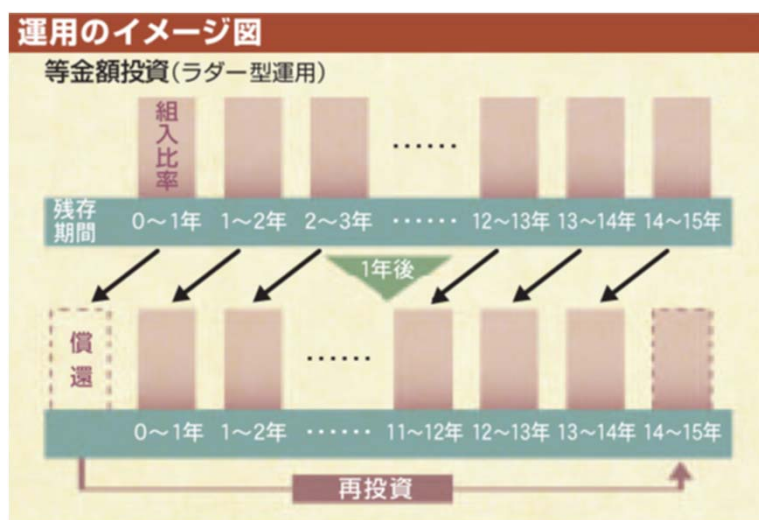 運用のイメージ図
等金額投資(ラダー型運用)
組入比率
残存期間 0〜1年 1〜2年 2〜3年 …… 12〜13年 13〜14年 14〜15年
1年後
償還
……
0〜1年 1〜2年 …… 11〜12年 12〜13年 13〜14年 14〜15年
再投資